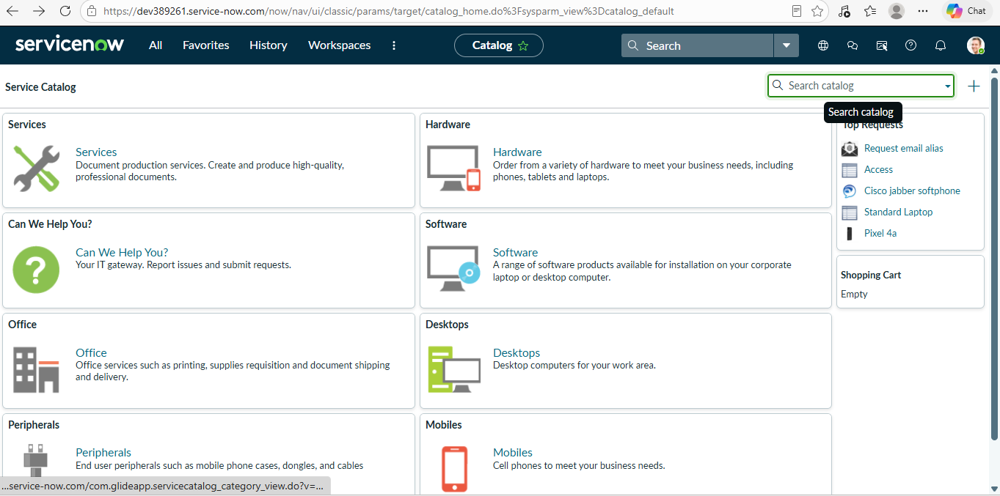 https://dev389261.service-now.com/now/nav/ui/classic/params/target/catalog_home.do%3Fsysparm_view%3Dcatalog_default
Chat
servicenow
All
Favorites
History
Workspaces
Catalog
Search
Service Catalog
Search catalog
Search catalog
Services
Services
Document production services. Create and produce high-quality,
professional documents.
Hardware
Hardware
Order from a variety of hardware to meet your business needs, including
phones, tablets and laptops.
Top Requests
Request email alias
Access
Cisco jabber softphone
Standard Laptop
Pixel 4a
Can We Help You?
Can We Help You?
Your IT gateway. Report issues and submit requests.
Software
Software
A range of software products available for installation on your corporate
laptop or desktop computer.
Shopping Cart
Empty
Office
Office
Office services such as printing, supplies requisition and document shipping
and delivery.
Desktops
Desktops
Desktop computers for your work area.
Peripherals
Peripherals
End user peripherals such as mobile phone cases, dongles, and cables
Mobiles
Mobiles
Cell phones to meet your business needs.
...service-now.com/com.glideapp.servicecatalog_category_view.do?v=...